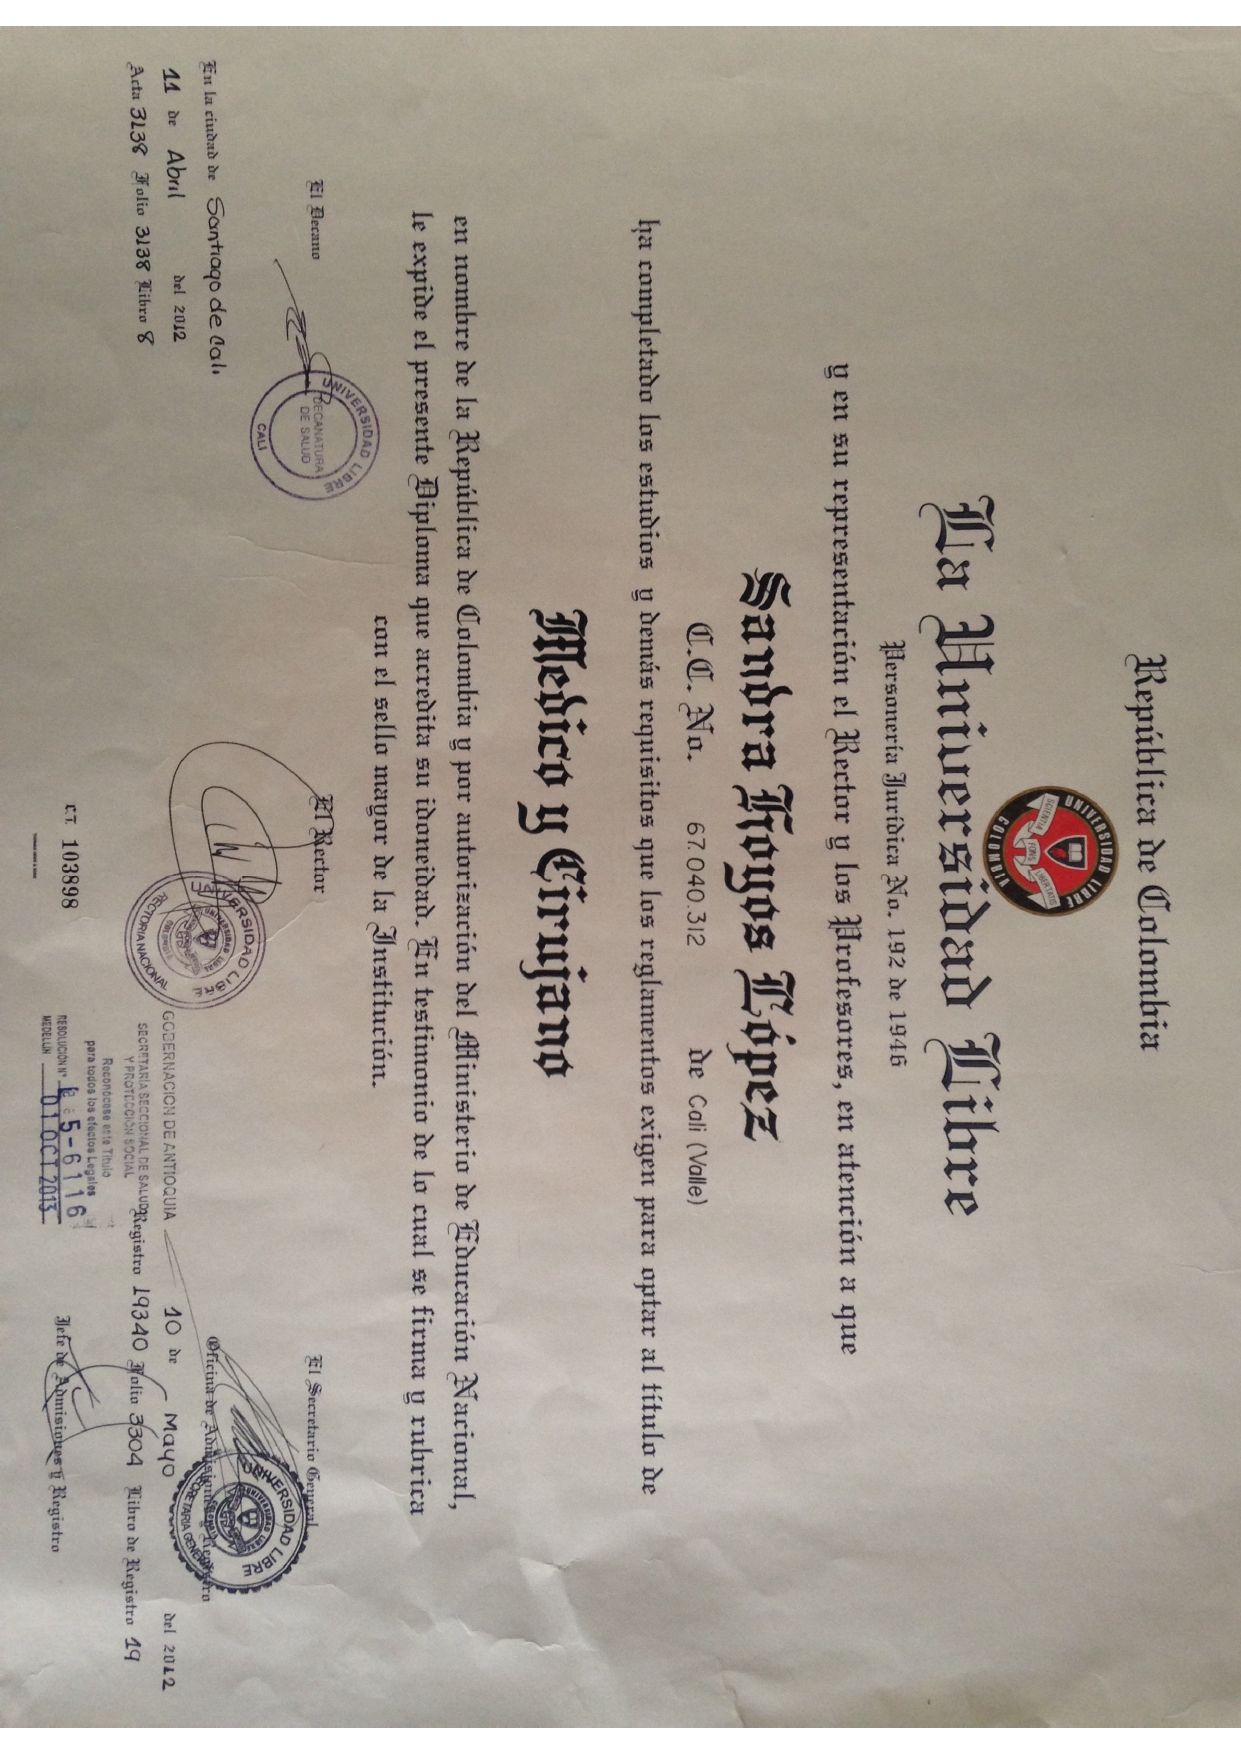 República de Colombia
UNIVERSIDAD LIBRE
SCIENTIA
FONS
LIBERTATIS
COLOMBIA
La Universidad Libre
Personería Jurídica No. 192 de 1946
y en su representación el Rector y los Profesores, en atención a que
Sandra Hoyos López
C.C. No. 67.040.312 de Cali (Valle)
ha completado los estudios y demás requisitos que los reglamentos exigen para optar al título de
Medico y Cirujano
en nombre de la República de Colombia y por autorización del Ministerio de Educación Nacional,
le expide el presente Diploma que acredita su idoneidad. En testimonio de lo cual se firma y rubrica
con el sello mayor de la Institución.
El Decano
UNIVERSIDAD LIBRE
DECANATURA
DE SALUD
CALI
El Rector
UNIVERSIDAD LIBRE
RECTORIA NACIONAL
El Secretario General
UNIVERSIDAD LIBRE
SECRETARIA GENERAL
En la ciudad de Santiago de Cali
11 de Abril del 2012
Acta 3138 Folio 3138 Libro 8
Oficina de Admisiones y Registro
10 de Mayo del 2012
Registro 19340 Folio 3304 Libro de Registro 19
Jefe de Admisiones y Registro
GOBERNACION DE ANTIOQUIA
SECRETARIA SECCIONAL DE SALUD
Y PROTECCIÓN SOCIAL
Reconócese este Título
para todos los efectos Legales
RESOLUCION Nº 5-6116
MEDELLIN 01 OCT 2013
CT. 103898